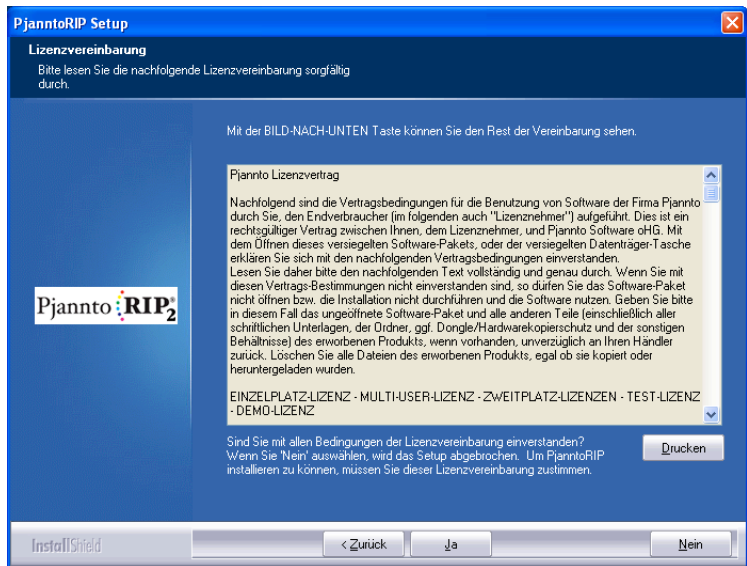 PjanntoRIP Setup
Lizenzvereinbarung
Bitte lesen Sie die nachfolgende Lizenzvereinbarung sorgfältig
durch.
Mit der BILD-NACH-UNTEN Taste können Sie den Rest der Vereinbarung sehen.
Pjannto Lizenzvertrag
Nachfolgend sind die Vertragsbedingungen für die Benutzung von Software der Firma Pjannto
durch Sie, den Endverbraucher (im folgenden auch "Lizenznehmer") aufgeführt. Dies ist ein
rechtsgültiger Vertrag zwischen Ihnen, dem Lizenznehmer, und Pjannto Software oHG. Mit
dem Öffnen dieses versiegelten Software-Pakets, oder der versiegelten Datenträger-Tasche
erklären Sie sich mit den nachfolgenden Vertragsbedingungen einverstanden.
Lesen Sie daher bitte den nachfolgenden Text vollständig und genau durch. Wenn Sie mit
diesen Vertrags-Bestimmungen nicht einverstanden sind, so dürfen Sie das Software-Paket
nicht öffnen bzw. die Installation nicht durchführen und die Software nutzen. Geben Sie bitte
in diesem Fall das ungeöffnete Software-Paket und alle anderen Teile (einschließlich aller
schriftlichen Unterlagen, der Ordner, ggf. Dongle/Hardwarekopierschutz und der sonstigen
Behältnisse) des erworbenen Produkts, wenn vorhanden, unverzüglich an Ihren Händler
zurück. Löschen Sie alle Dateien des erworbenen Produkts, egal ob sie kopiert oder
heruntergeladen wurden.
EINZELPLATZ-LIZENZ - MULTI-USER-LIZENZ - ZWEITPLATZ-LIZENZEN - TEST-LIZENZ
- DEMO-LIZENZ
Pjannto RIP2
Sind Sie mit allen Bedingungen der Lizenzvereinbarung einverstanden?
Wenn Sie 'Nein' auswählen, wird das Setup abgebrochen. Um PjanntoRIP
installieren zu können, müssen Sie dieser Lizenzvereinbarung zustimmen.
Drucken
InstallShield
< Zurück
Ja
Nein